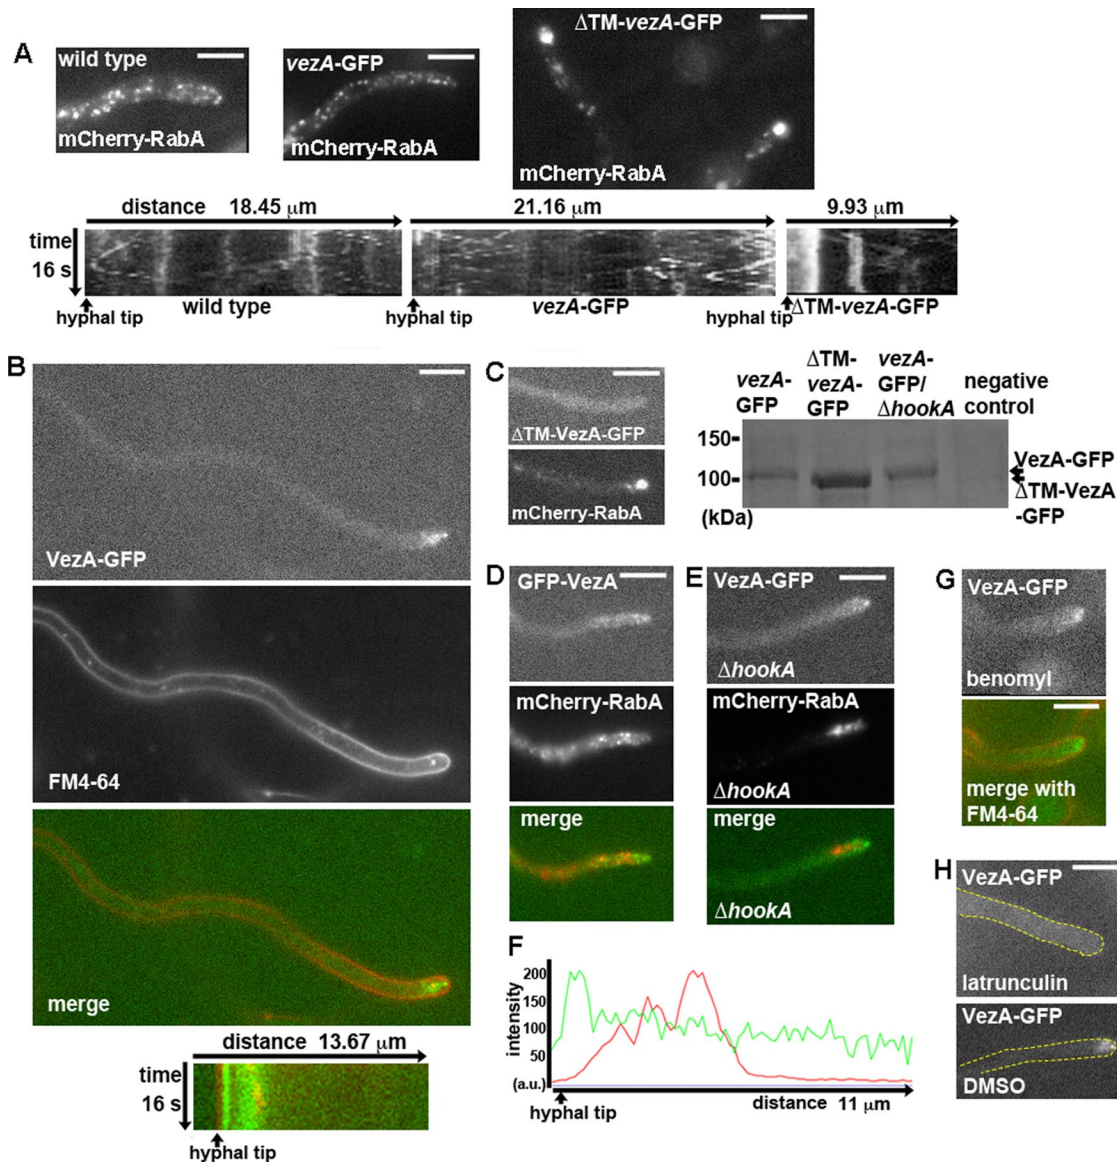 A
wild type
mCherry-RabA
vezA-GFP
mCherry-RabA
ΔTM-vezA-GFP
mCherry-RabA
distance 18.45 μm
21.16 μm
9.93 μm
time
16 s
hyphal tip
wild type
hyphal tip
vezA-GFP
hyphal tip
ΔTM-vezA-GFP
B
VezA-GFP
FM4-64
merge
distance 13.67 μm
time
16 s
hyphal tip
C
ΔTM-VezA-GFP
mCherry-RabA
vezA-
GFP
ΔTM-
vezA-
GFP
vezA-
GFP/
ΔhookA
negative
control
150-
100-
(kDa)
VezA-GFP
ΔTM-VezA
-GFP
D
GFP-VezA
mCherry-RabA
merge
E
VezA-GFP
ΔhookA
mCherry-RabA
ΔhookA
merge
ΔhookA
F
intensity
(a.u.)
200
150
100
50
hyphal tip
distance 11 μm
G
VezA-GFP
benomyl
merge with
FM4-64
H
VezA-GFP
latrunculin
VezA-GFP
DMSO